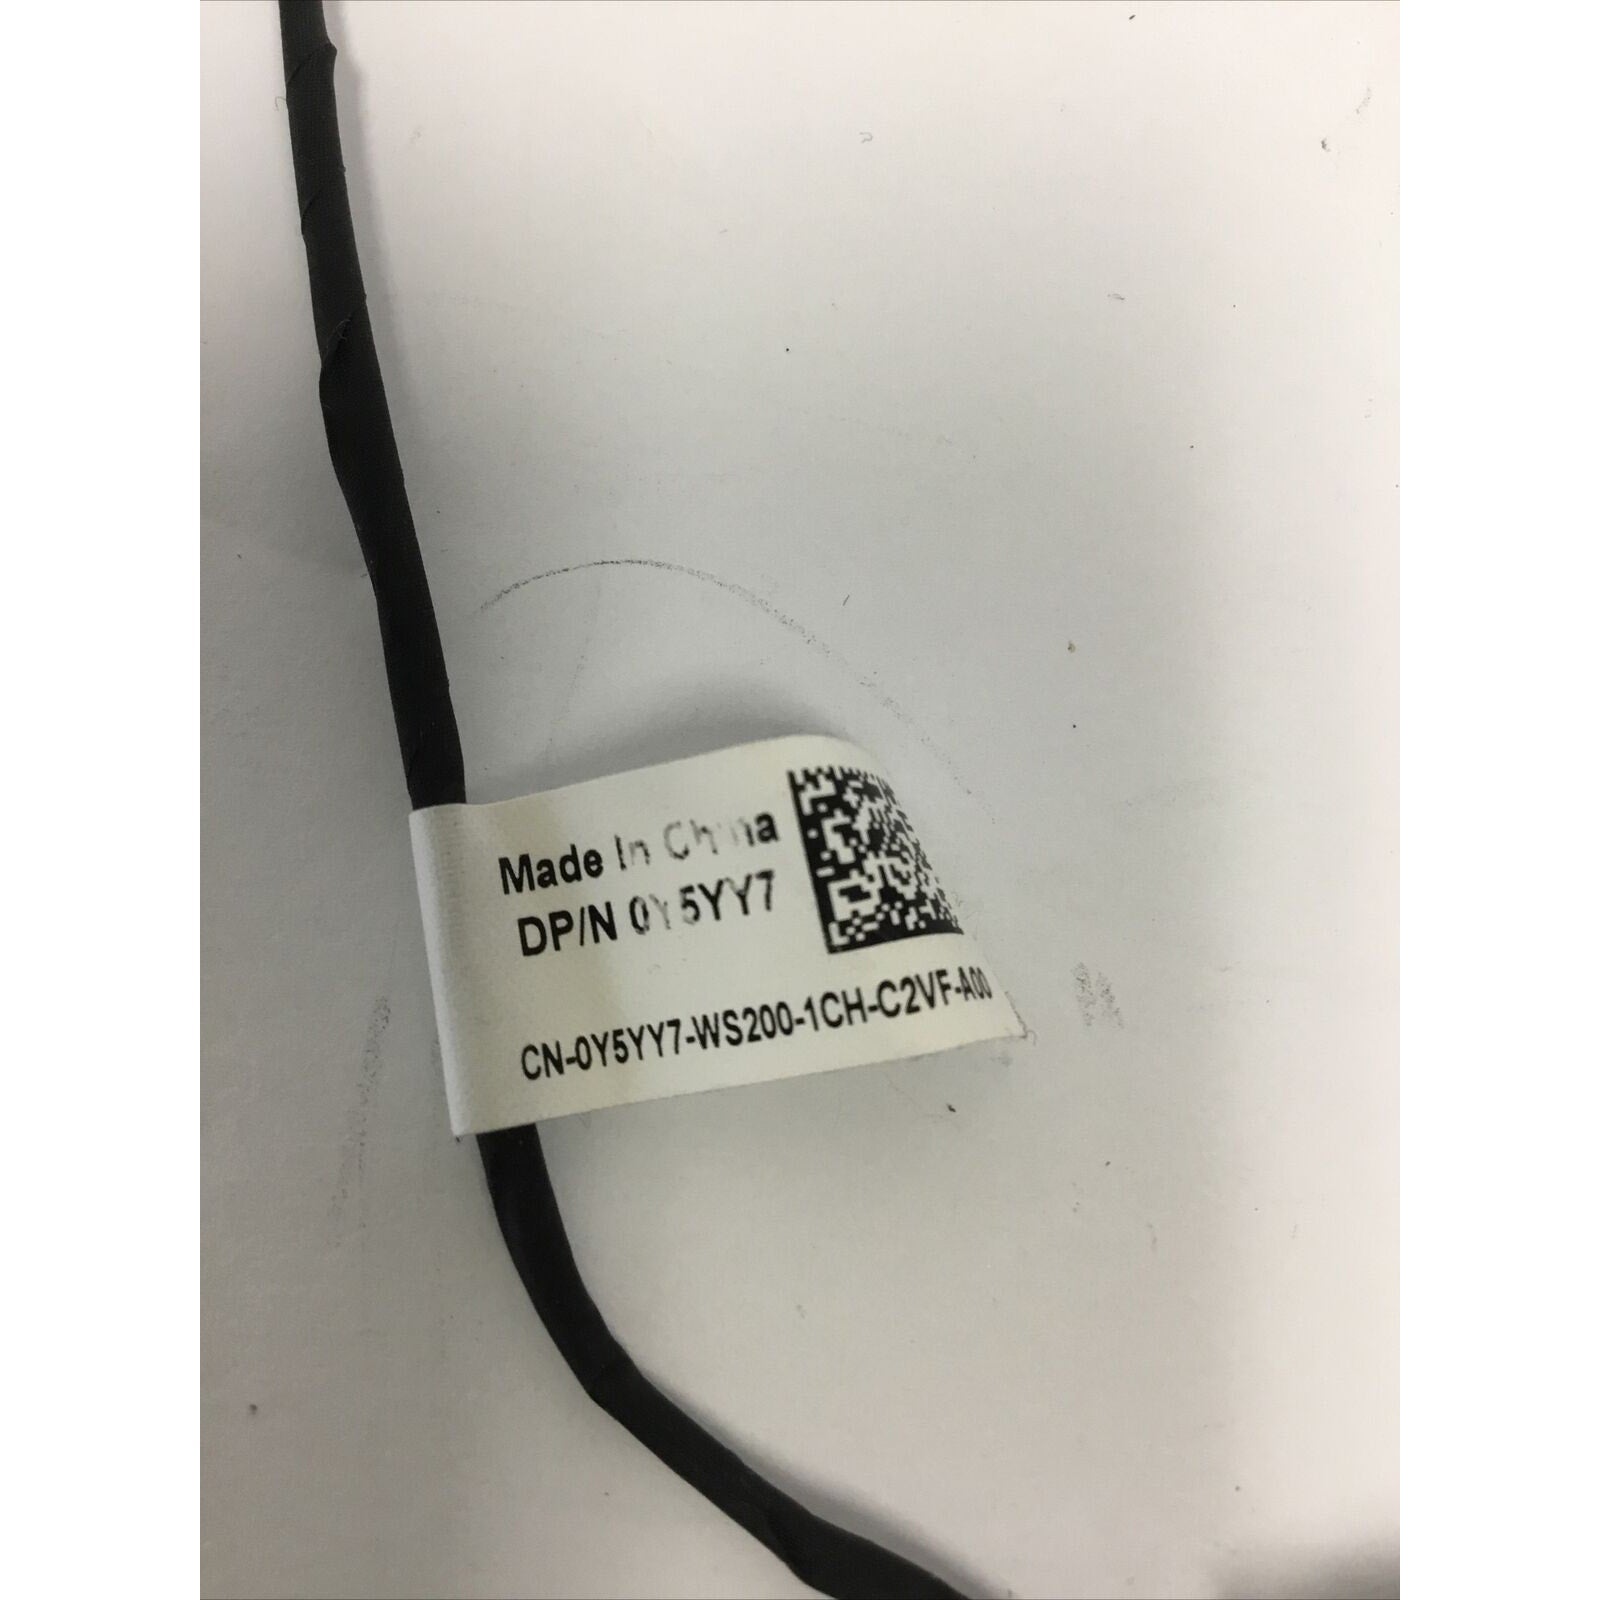 Made In China
DP/N 0Y5YY7
CN-0Y5YY7-WS200-1CH-C2VF-A00